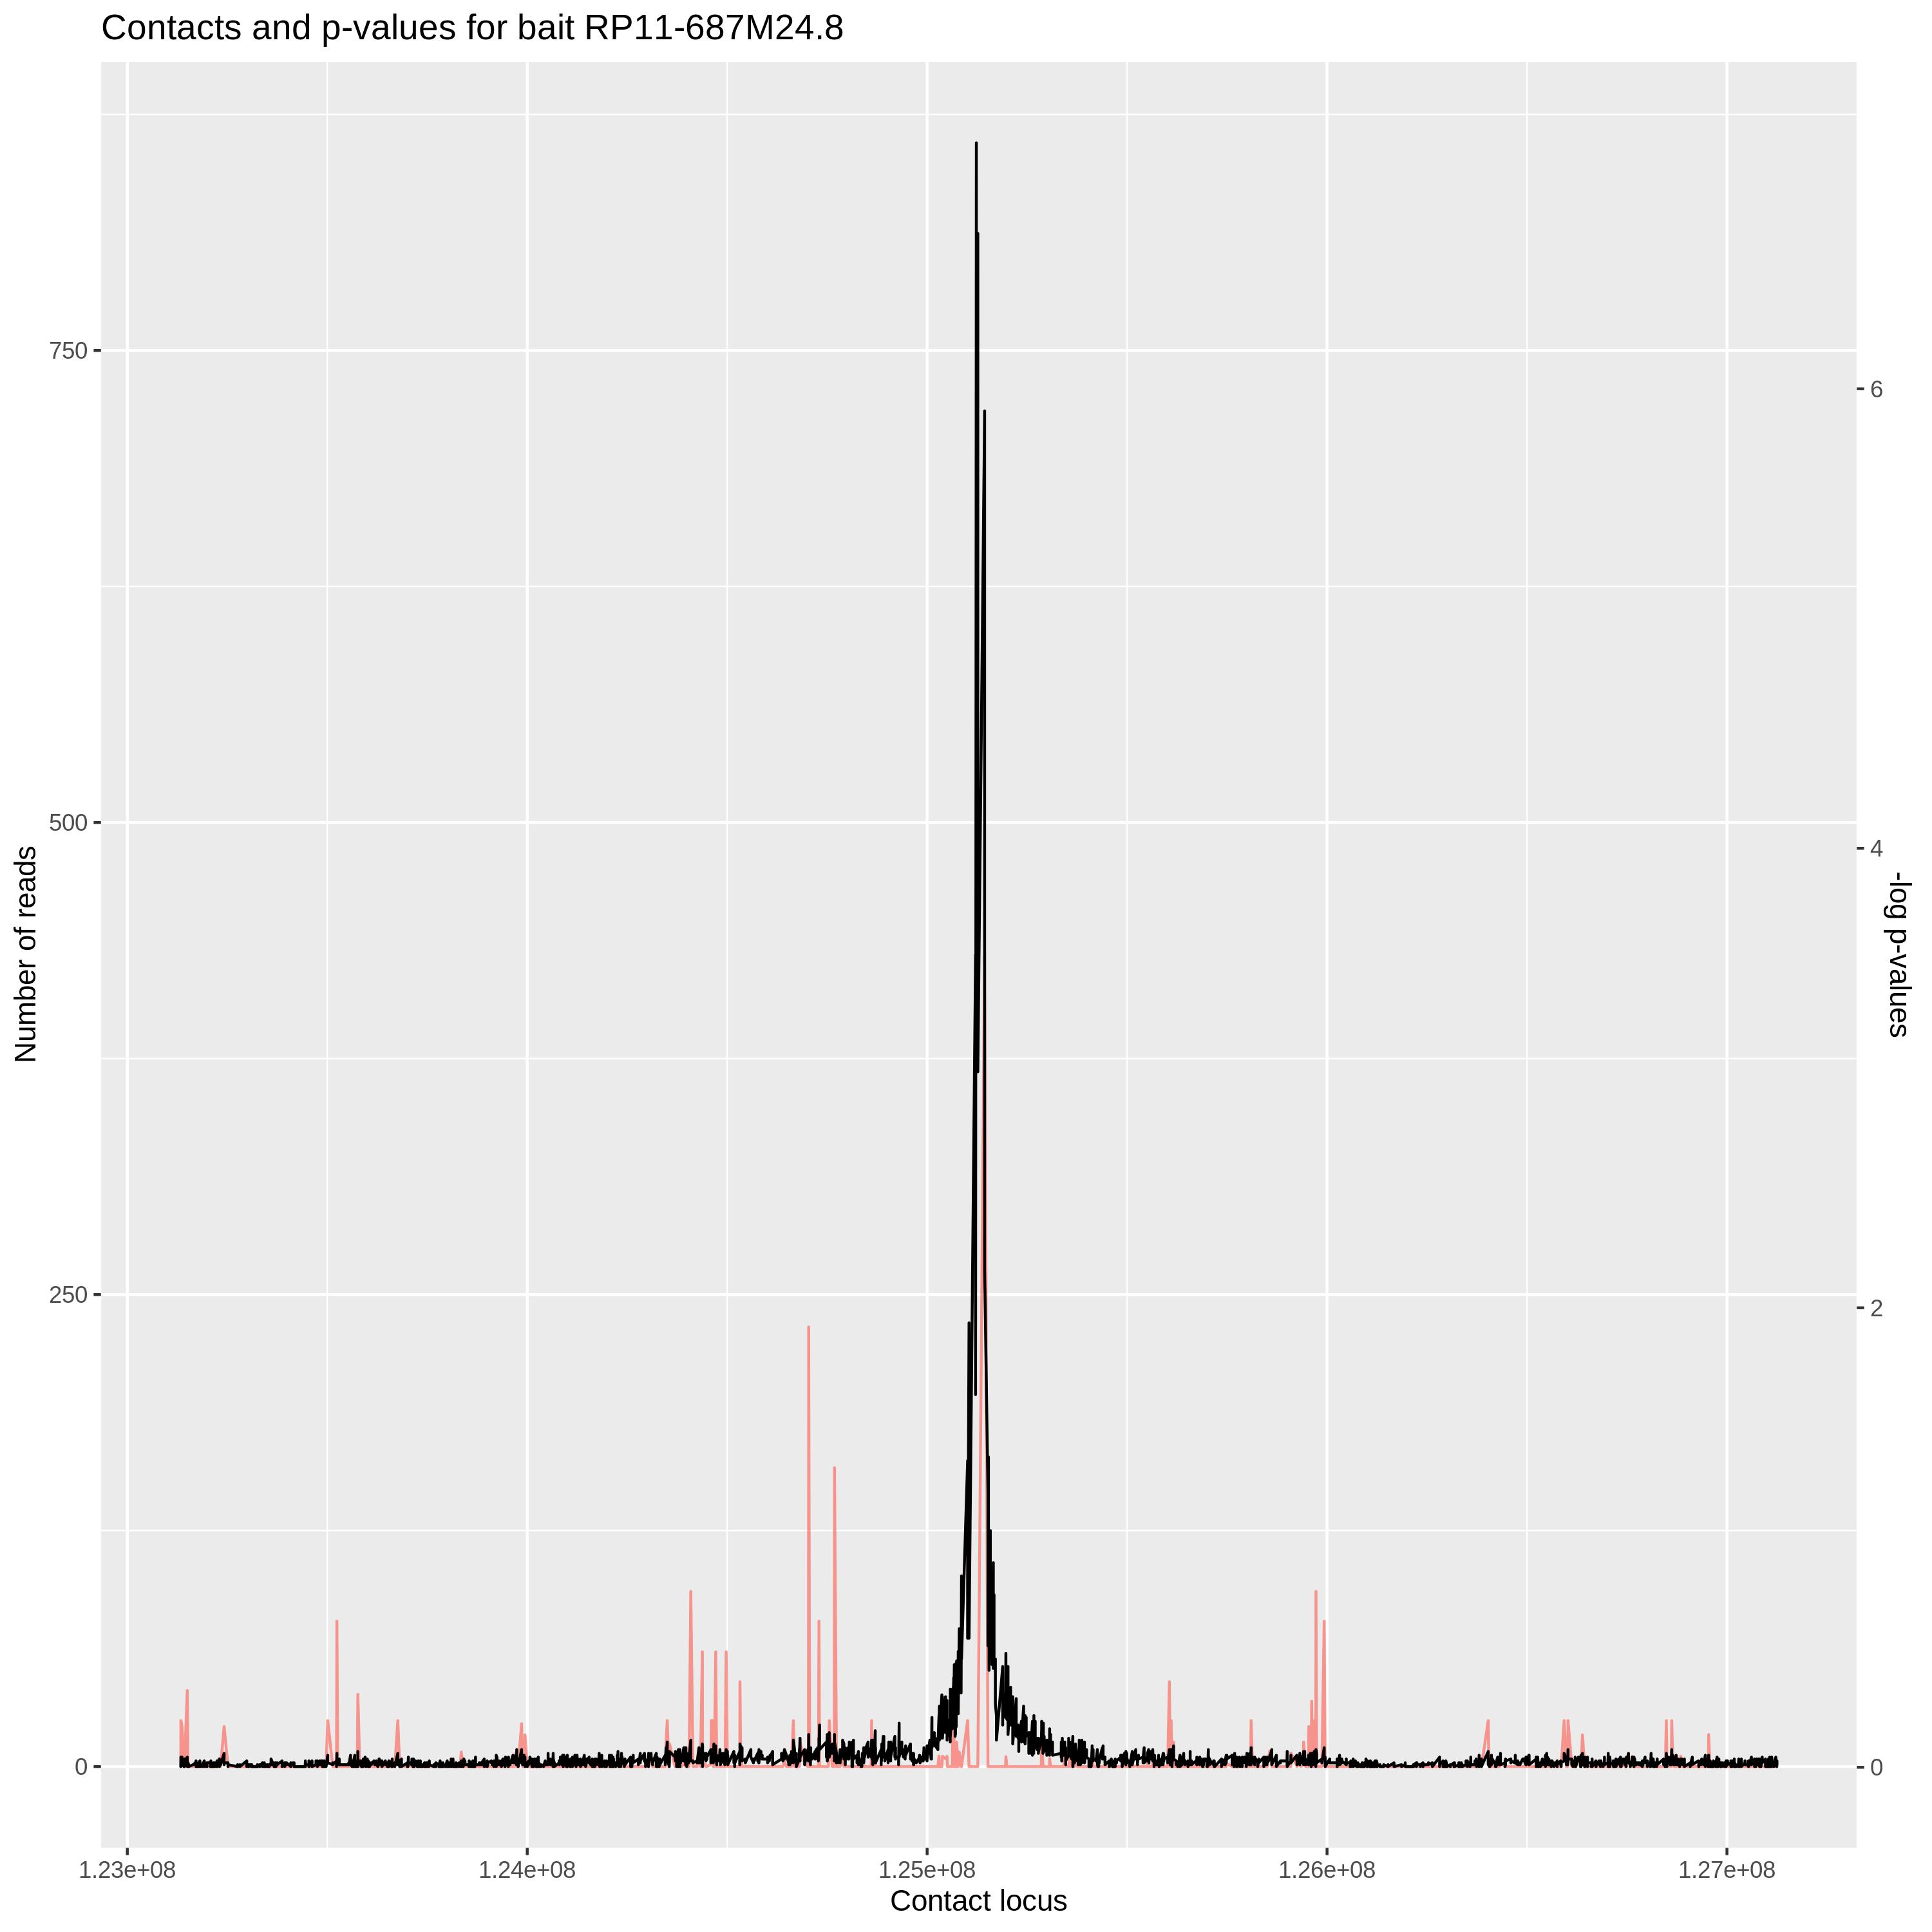 Contacts and p-values for bait RP11-687M24.8
750
500
250
0
6
4
2
0
Number of reads
-log p-values
1.23e+08
1.24e+08
1.25e+08
1.26e+08
1.27e+08
Contact locus